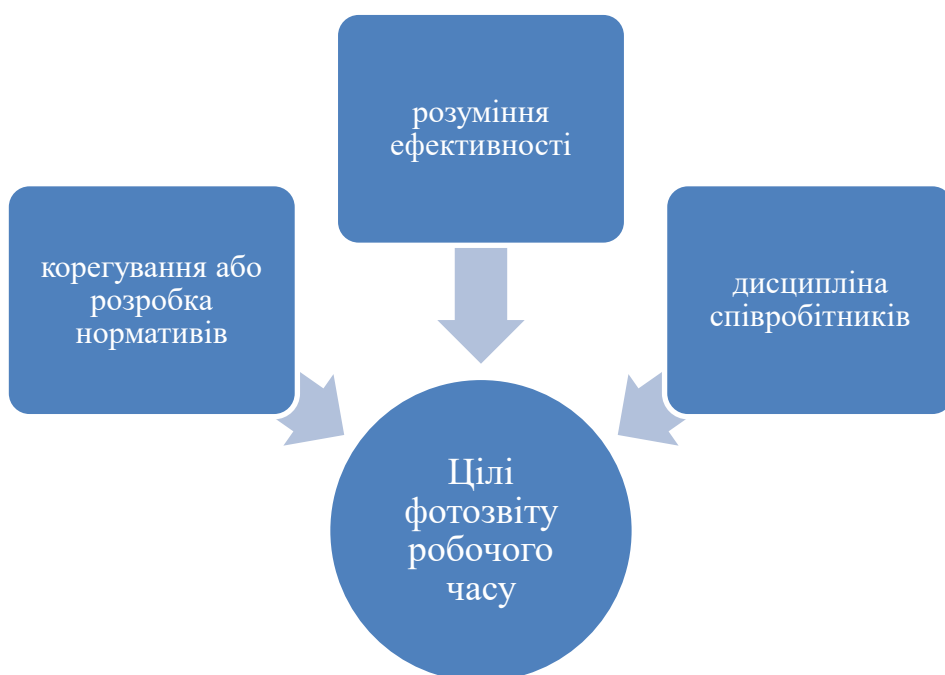 розуміння
ефективності
корегування або
розробка
нормативів
дисципліна
співробітників
Цілі
фотозвіту
робочого
часу